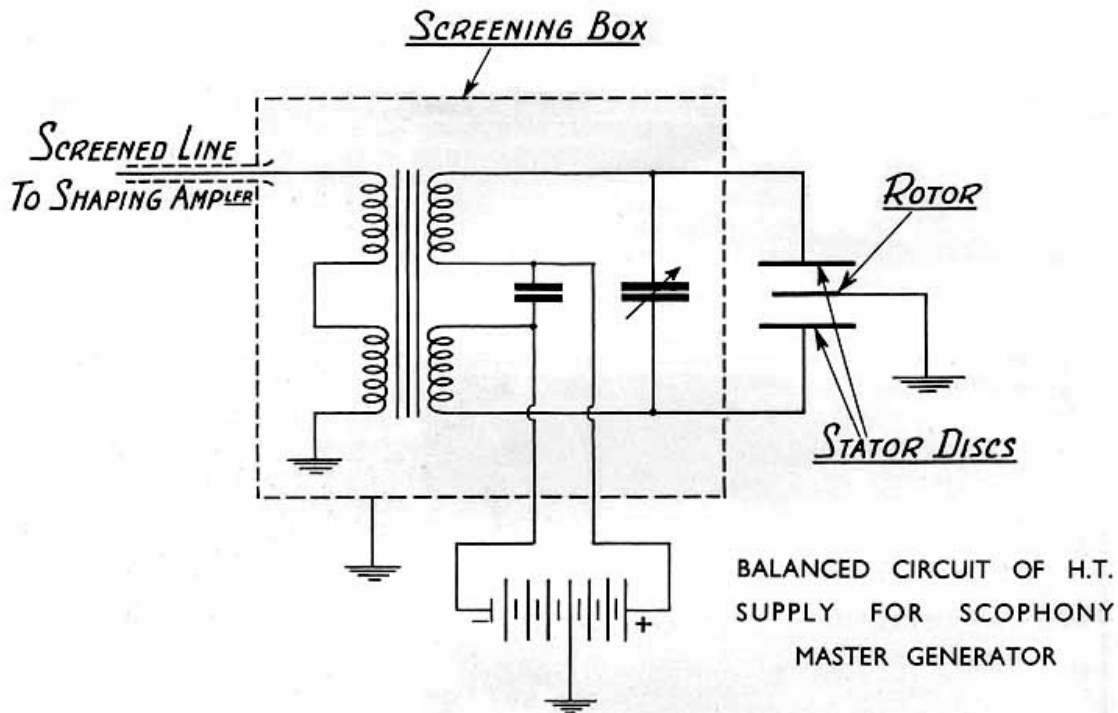 SCREENING BOX
SCREENED LINE
TO SHAPING AMPLFR
ROTOR
STATOR DISCS
− +
BALANCED CIRCUIT OF H.T.
SUPPLY FOR SCOPHONY
MASTER GENERATOR